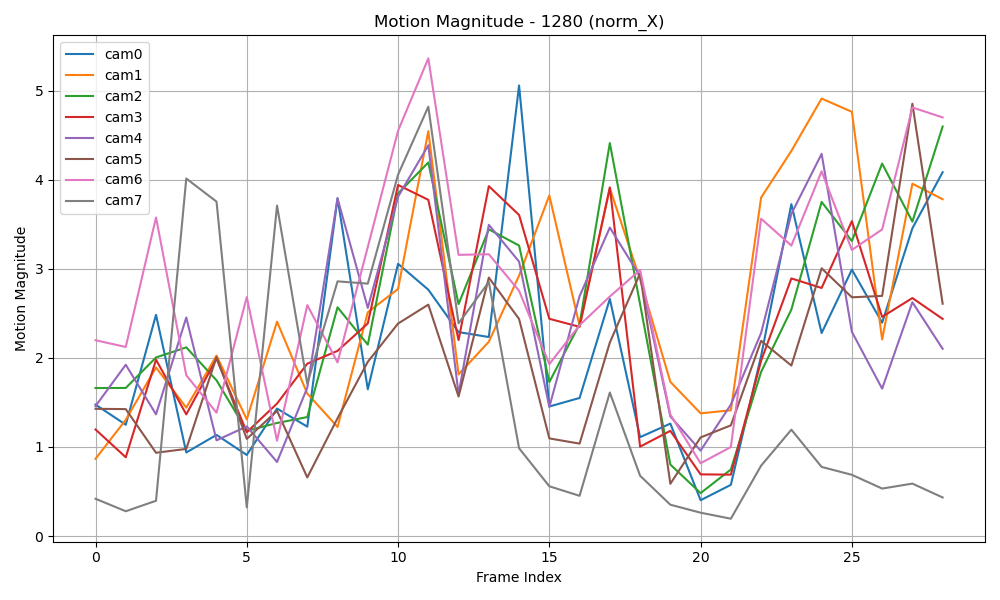 Motion Magnitude - 1280 (norm_X)
cam0
cam1
cam2
cam3
cam4
cam5
cam6
cam7
Motion Magnitude
5
4
3
2
1
0
0 5 10 15 20 25
Frame Index